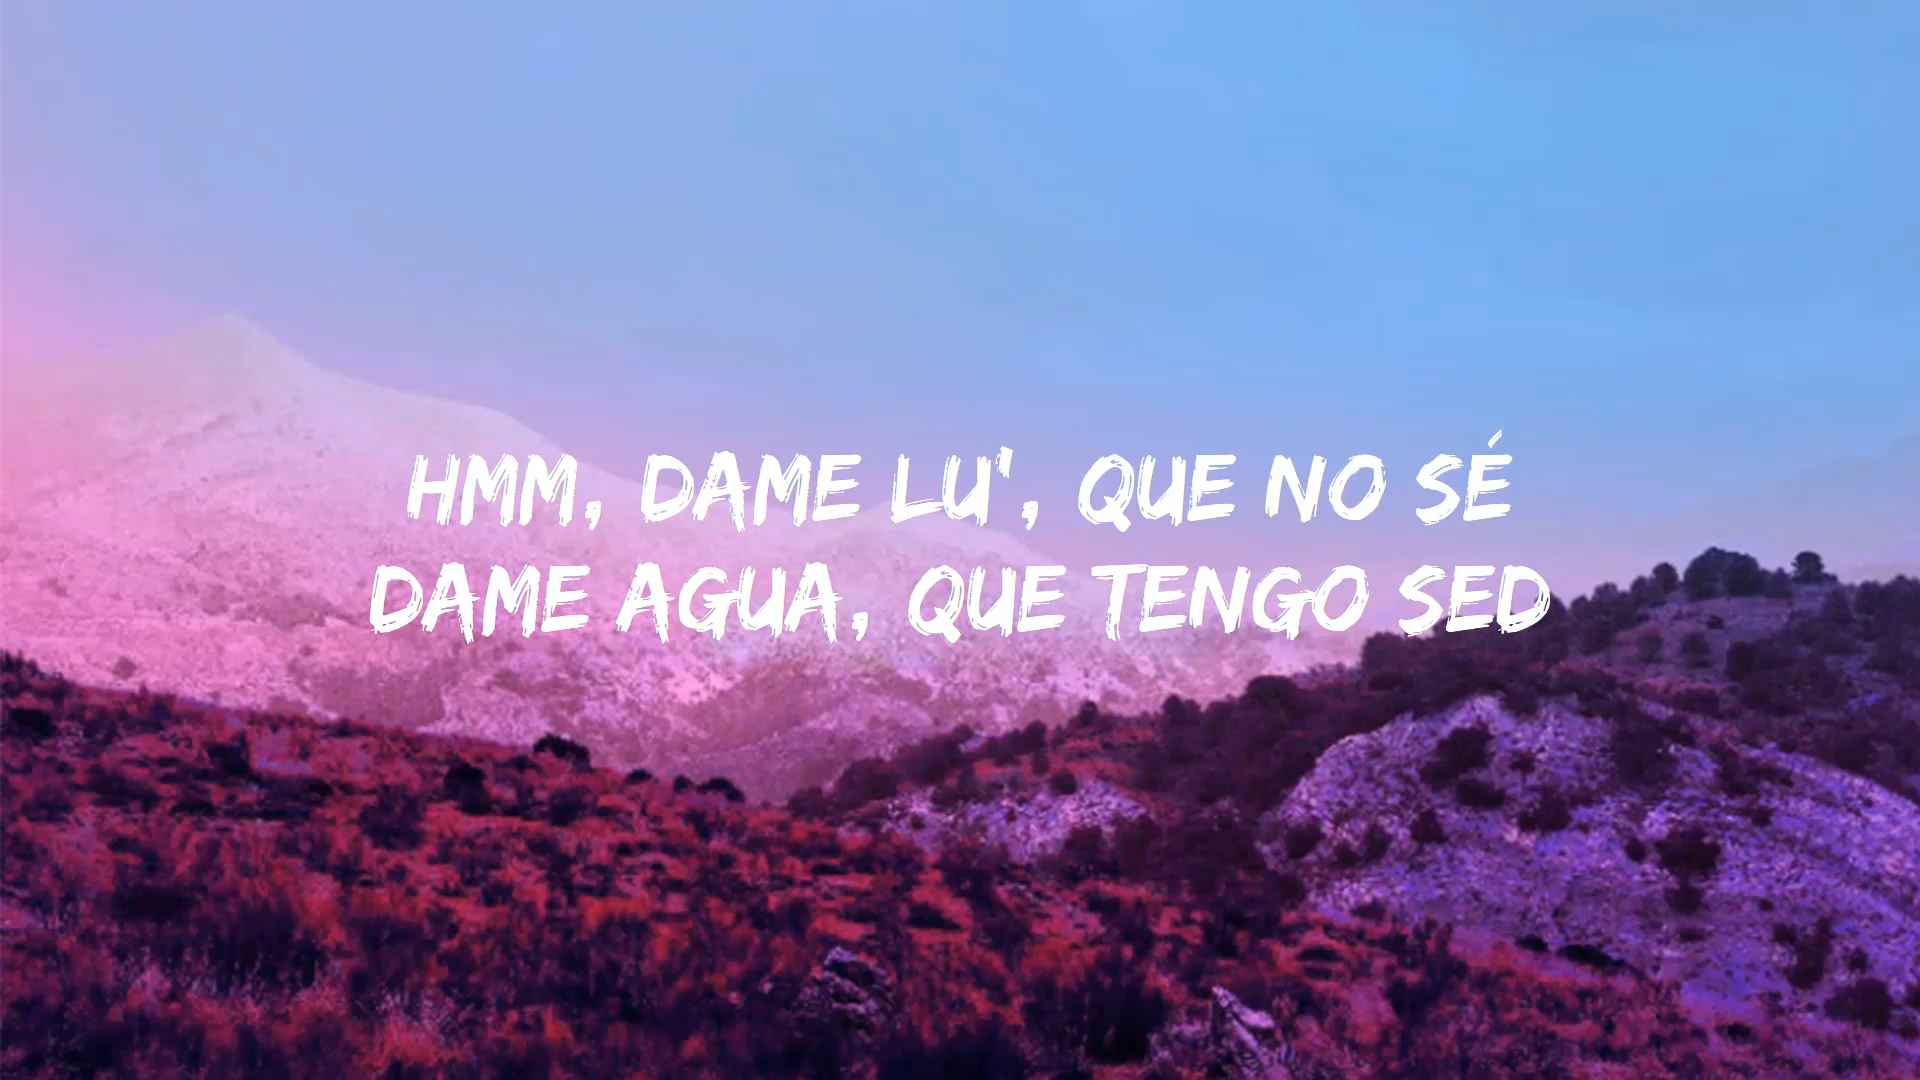 HMM, DAME LU', QUE NO SÉ
DAME AGUA, QUE TENGO SED